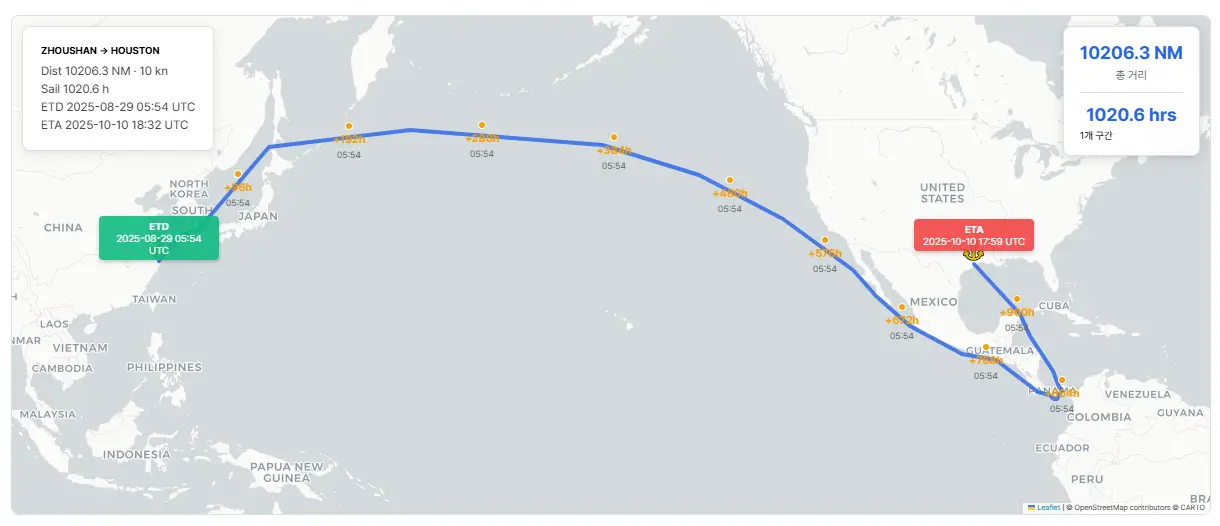 ZHOUSHAN → HOUSTON
Dist 10206.3 NM · 10 kn
Sail 1020.6 h
ETD 2025-08-29 05:54 UTC
ETA 2025-10-10 18:32 UTC
10206.3 NM
총 거리
1020.6 hrs
1개 구간
+192h
05:54
+288h
05:54
+384h
05:54
+96h
05:54
+480h
05:54
NORTH
KOREA
SOUTH
JAPAN
CHINA
UNITED
STATES
ETD
2025-08-29 05:54
UTC
ETA
2025-10-10 17:59 UTC
+576h
05:54
TAIWAN
MEXICO
CUBA
+672h
05:54
+960h
05:54
LAOS
NMAR
VIETNAM
CAMBODIA
PHILIPPINES
GUATEMALA
+768h
05:54
PANAMA
+864h
05:54
VENEZUELA
COLOMBIA
GUYANA
MALAYSIA
INDONESIA
PAPUA NEW
GUINEA
ECUADOR
PERU
BRA
Leaflet | © OpenStreetMap contributors © CARTO